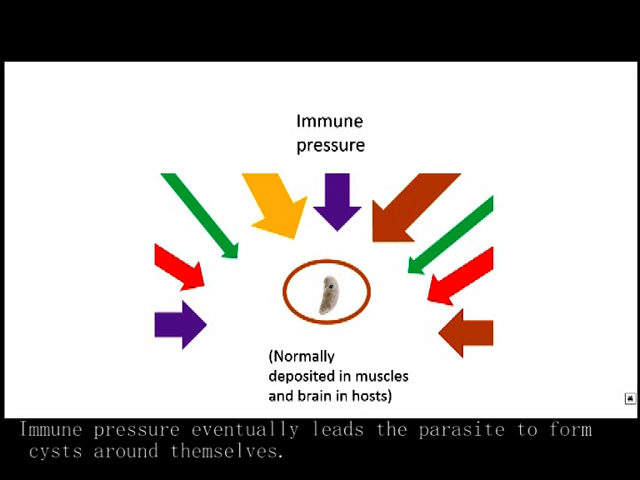 Immune
pressure
(Normally
deposited in muscles
and brain in hosts)
Immune pressure eventually leads the parasite to form
cysts around themselves.